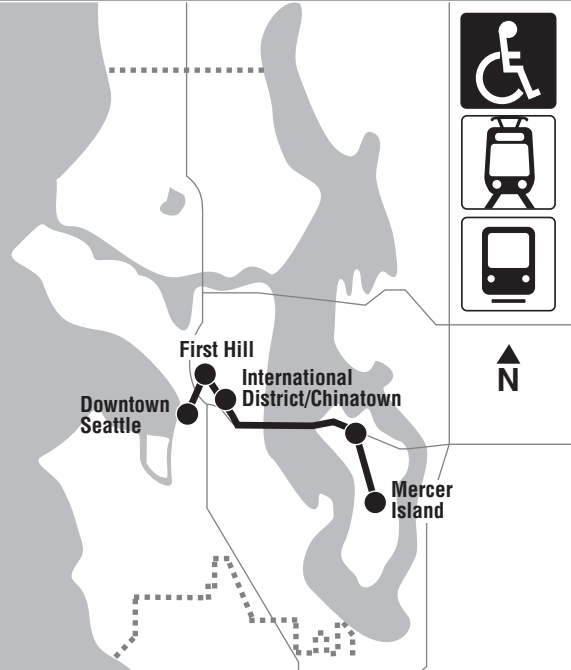 First Hill
International
District/Chinatown
Downtown
Seattle
N
Mercer
Island